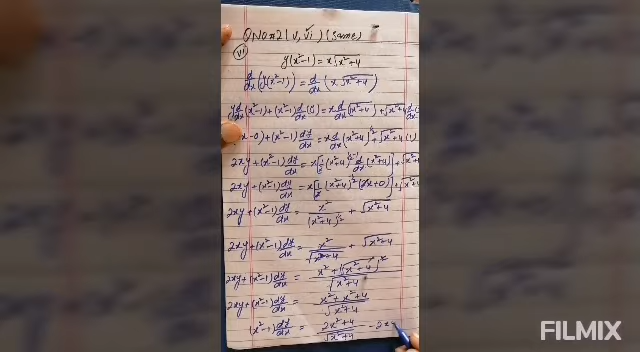 Q NO # 2 (V, VI) (Same)
(VI)
y(x²-1) = x√x²+4
d/dx (y(x²-1)) = d/dx (x.√x²+4)
y d/dx (x²-1) + (x²-1) d/dx (y) = x d/dx √x²+4 + √x²+4 d/dx
x-0) + (x²-1) dy/dx = x d/dx (x²+4)^½ + √x²+4 (1)
2xy + (x²-1) dy/dx = x[½ (x²+4)^½-1 d/dx (x²+4)] + √x²+4
2xy + (x²-1) dy/dx = x[½ (x²+4)^½ (2x+0)] + √x²+4
2xy + (x²-1) dy/dx = x²/(x²+4)^½ + √x²+4
2xy + (x²-1) dy/dx = x²/√x²+4 + √x²+4
2xy + (x²-1) dy/dx = x² + (√x²+4)²/√x²+4
2xy + (x²-1) dy/dx = x² + x²+4/√x²+4
(x²-1) dy/dx = 2x²+4/√x²+4 - 2x
FILMIX